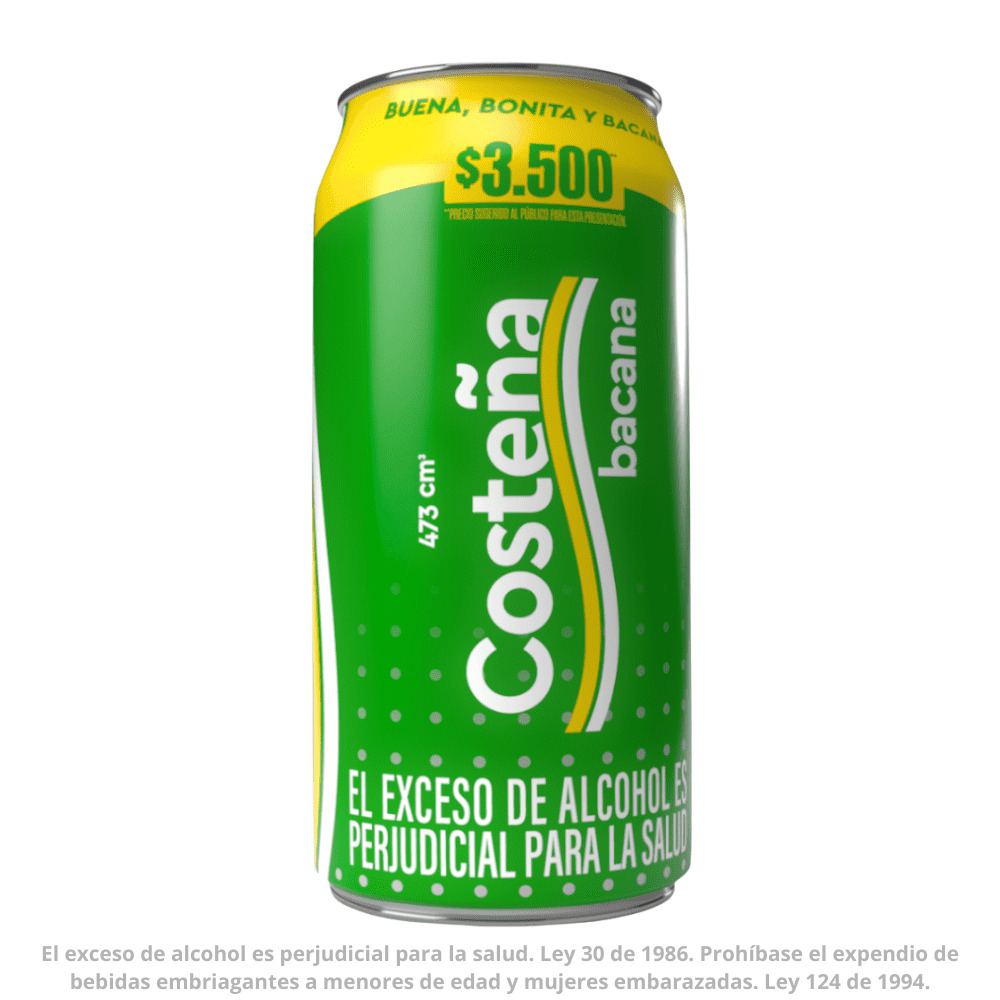 BUENA, BONITA Y BACANA
$3.500**
**PRECIO SUGERIDO AL PÚBLICO PARA ESTA PRESENTACIÓN.
473 cm³
Costeña
bacana
EL EXCESO DE ALCOHOL ES
PERJUDICIAL PARA LA SALUD
El exceso de alcohol es perjudicial para la salud. Ley 30 de 1986. Prohíbase el expendio de
bebidas embriagantes a menores de edad y mujeres embarazadas. Ley 124 de 1994.